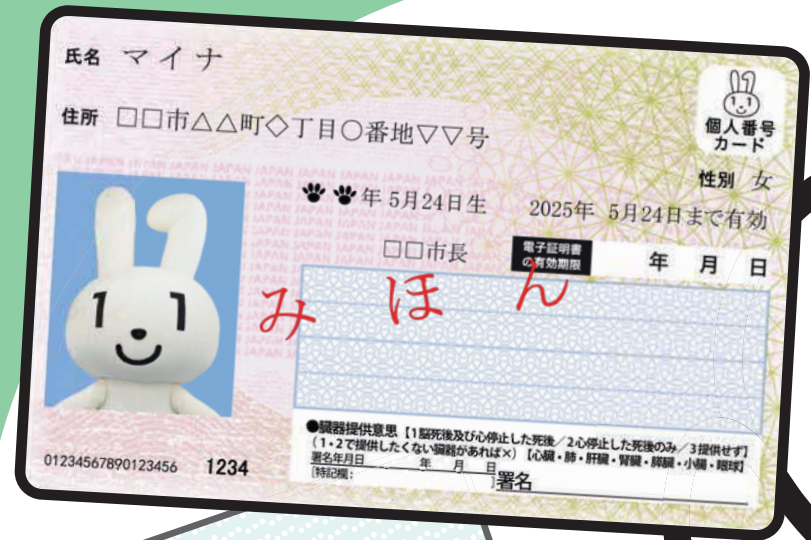 氏名 マイナ
住所 □□市△△町◇丁目○番地▽▽号
個人番号
カード
性別 女
年 5月24日生 2025年 5月24日まで有効
□□市長 電子証明書
の有効期限 年 月 日
みほん
JAPAN JAPAN JAPAN JAPAN JAPAN
●臓器提供意思【1脳死後及び心停止した死後/2心停止した死後のみ/3提供せず】
(1・2で提供したくない臓器があれば×)【心臓・肺・肝臓・腎臓・膵臓・小腸・眼球】
署名年月日 年 月 日
[特記欄: ]署名
01234567890123456 1234